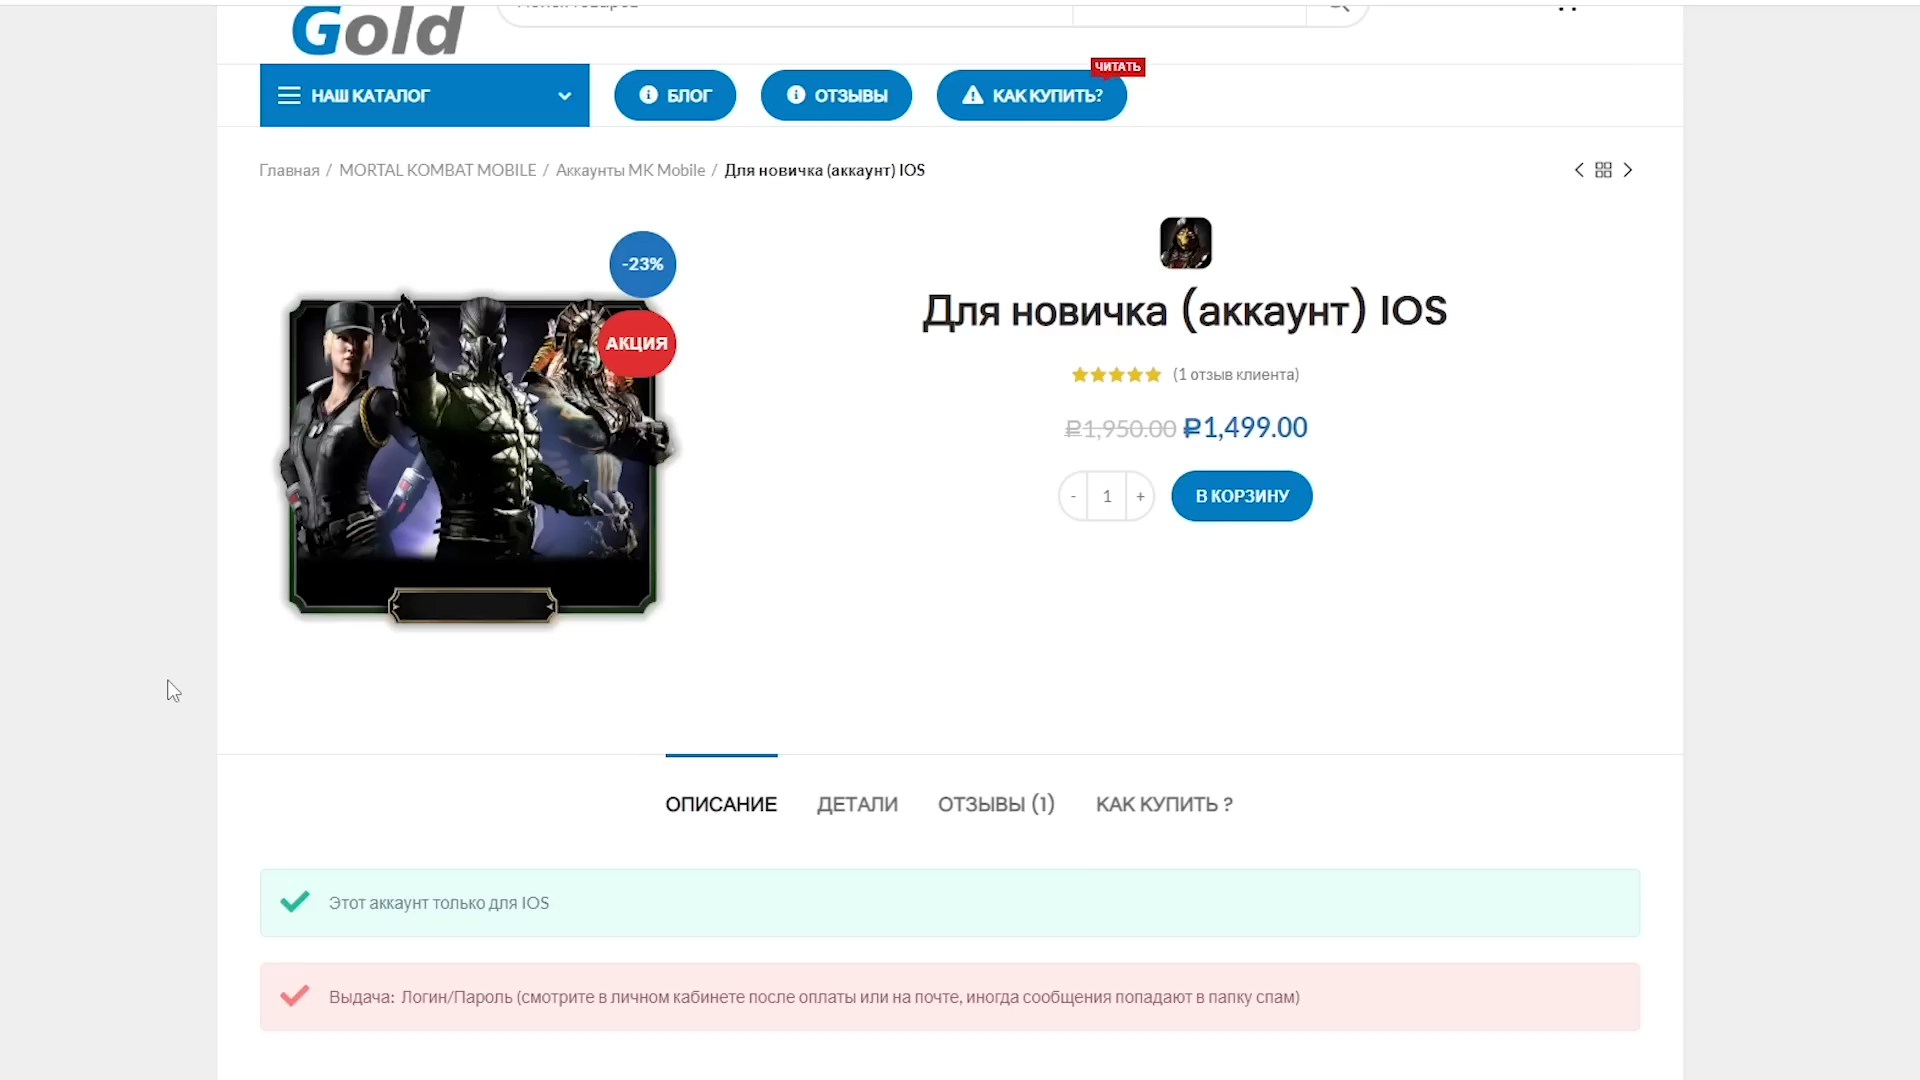 Gold
НАШ КАТАЛОГ
БЛОГ
ОТЗЫВЫ
КАК КУПИТЬ?
ЧИТАТЬ
Главная / MORTAL KOMBAT MOBILE / Аккаунты MK Mobile / Для новичка (аккаунт) IOS
-23%
АКЦИЯ
Для новичка (аккаунт) IOS
(1 отзыв клиента)
₽1,950.00 ₽1,499.00
- 1 +
В КОРЗИНУ
ОПИСАНИЕ
ДЕТАЛИ
ОТЗЫВЫ (1)
КАК КУПИТЬ ?
Этот аккаунт только для IOS
Выдача: Логин/Пароль (смотрите в личном кабинете после оплаты или на почте, иногда сообщения попадают в папку спам)